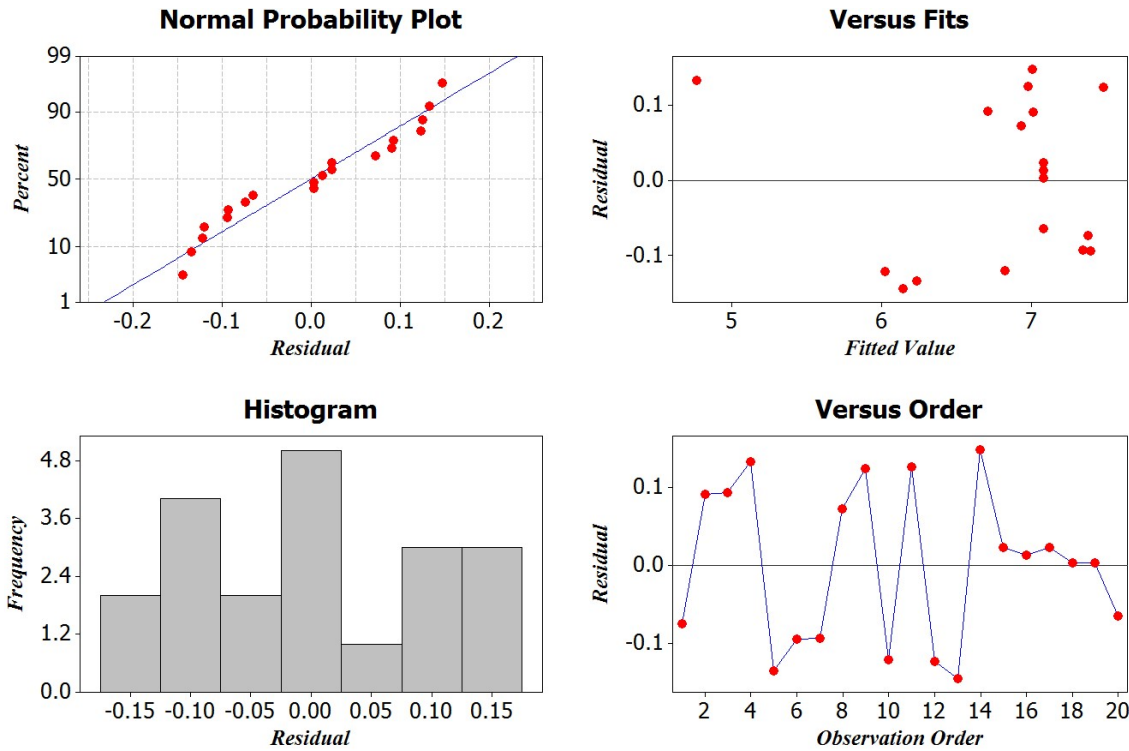 Normal Probability Plot
99
90
50
10
1
Percent
-0.2 -0.1 0.0 0.1 0.2
Residual
Versus Fits
0.1
0.0
-0.1
Residual
5 6 7
Fitted Value
Histogram
4.8
3.6
2.4
1.2
0.0
Frequency
-0.15 -0.10 -0.05 0.00 0.05 0.10 0.15
Residual
Versus Order
0.1
0.0
-0.1
Residual
2 4 6 8 10 12 14 16 18 20
Observation Order